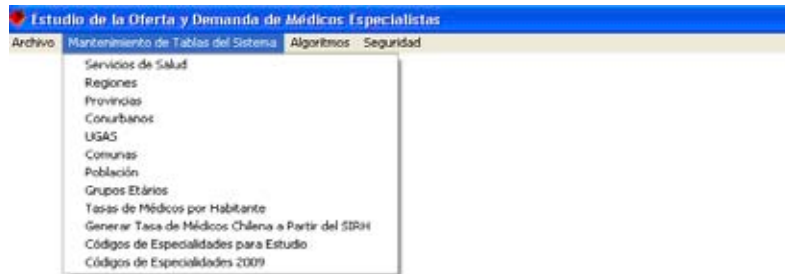 Estudio de la Oferta y Demanda de Médicos Especialistas
Archivo Mantenimiento de Tablas del Sistema Algoritmos Seguridad
Servicios de Salud
Regiones
Provincias
Conurbanos
UGAS
Comunas
Población
Grupos Etários
Tasas de Médicos por Habitante
Generar Tasa de Médicos Chilena a Partir del SIRH
Códigos de Especialidades para Estudio
Códigos de Especialidades 2009